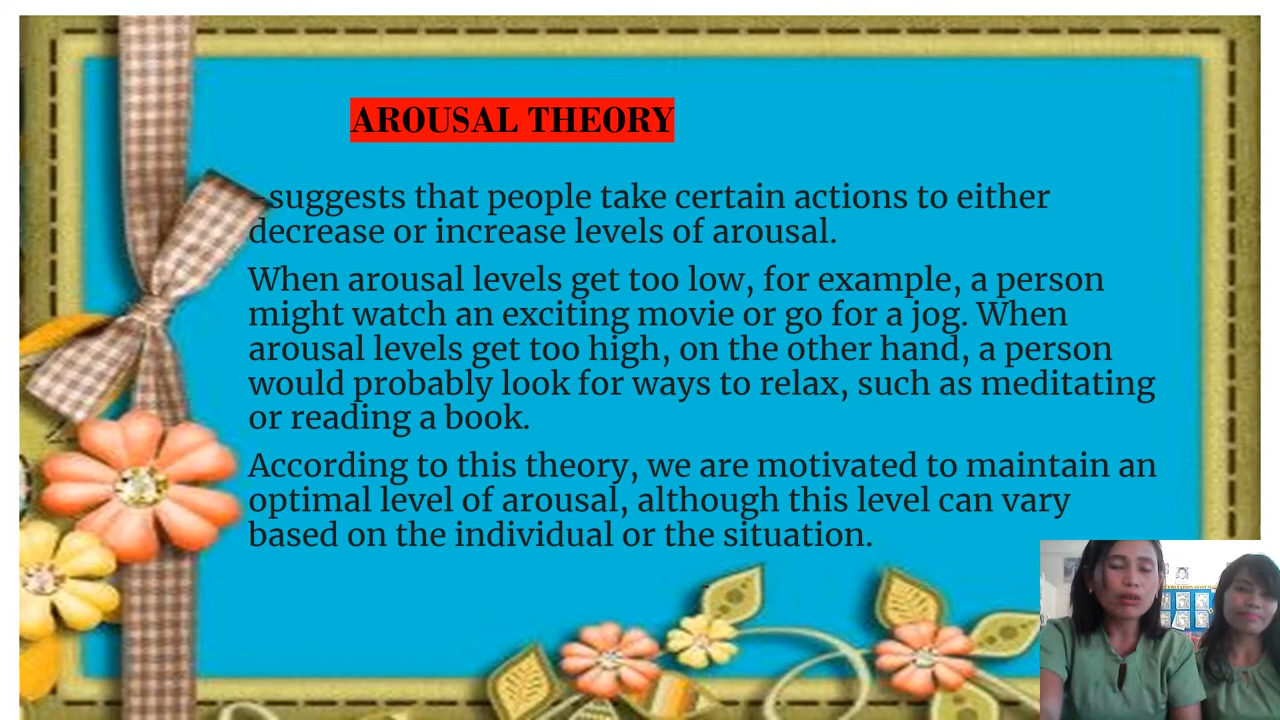 AROUSAL THEORY
-suggests that people take certain actions to either
decrease or increase levels of arousal.
When arousal levels get too low, for example, a person
might watch an exciting movie or go for a jog. When
arousal levels get too high, on the other hand, a person
would probably look for ways to relax, such as meditating
or reading a book.
According to this theory, we are motivated to maintain an
optimal level of arousal, although this level can vary
based on the individual or the situation.